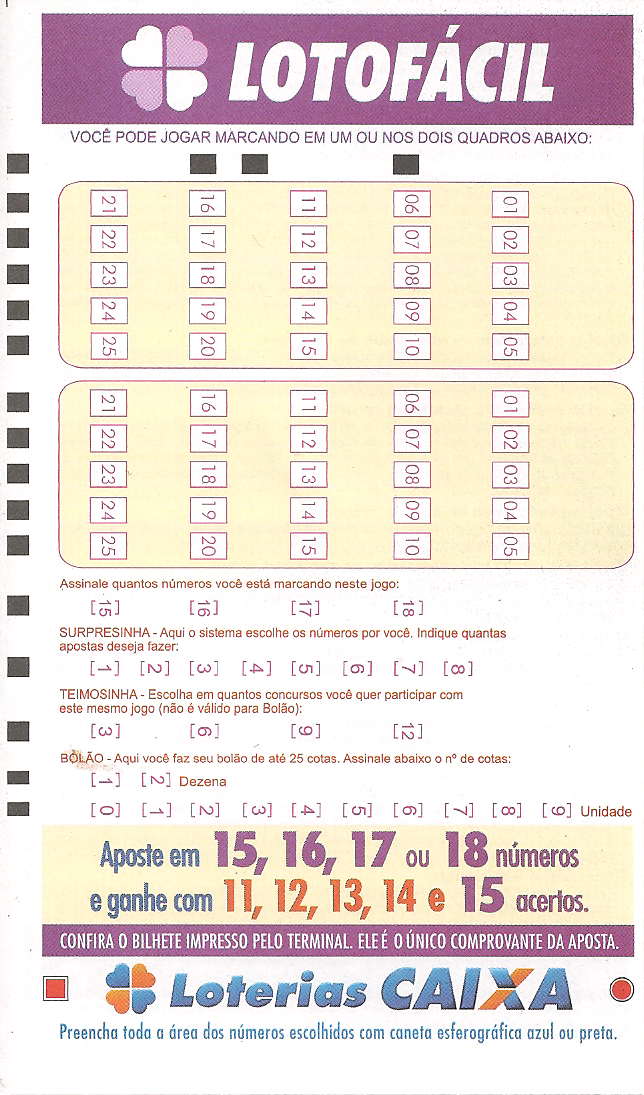 LOTOFÁCIL
VOCÊ PODE JOGAR MARCANDO EM UM OU NOS DOIS QUADROS ABAIXO:
21 16 11 06 01
22 17 12 07 02
23 18 13 08 03
24 19 14 09 04
25 20 15 10 05
21 16 11 06 01
22 17 12 07 02
23 18 13 08 03
24 19 14 09 04
25 20 15 10 05
Assinale quantos números você está marcando neste jogo:
[15] [16] [17] [18]
SURPRESINHA - Aqui o sistema escolhe os números por você. Indique quantas
apostas deseja fazer:
[1] [2] [3] [4] [5] [6] [7] [8]
TEIMOSINHA - Escolha em quantos concursos você quer participar com
este mesmo jogo (não é válido para Bolão):
[3] [6] [9] [12]
BOLÃO - Aqui você faz seu bolão de até 25 cotas. Assinale abaixo o nº de cotas:
[1] [2] Dezena
[0] [1] [2] [3] [4] [5] [6] [7] [8] [9] Unidade
Aposte em 15, 16, 17 ou 18 números
e ganhe com 11, 12, 13, 14 e 15 acertos.
CONFIRA O BILHETE IMPRESSO PELO TERMINAL. ELE É O ÚNICO COMPROVANTE DA APOSTA.
Loterias CAIXA
Preencha toda a área dos números escolhidos com caneta esferográfica azul ou preta.